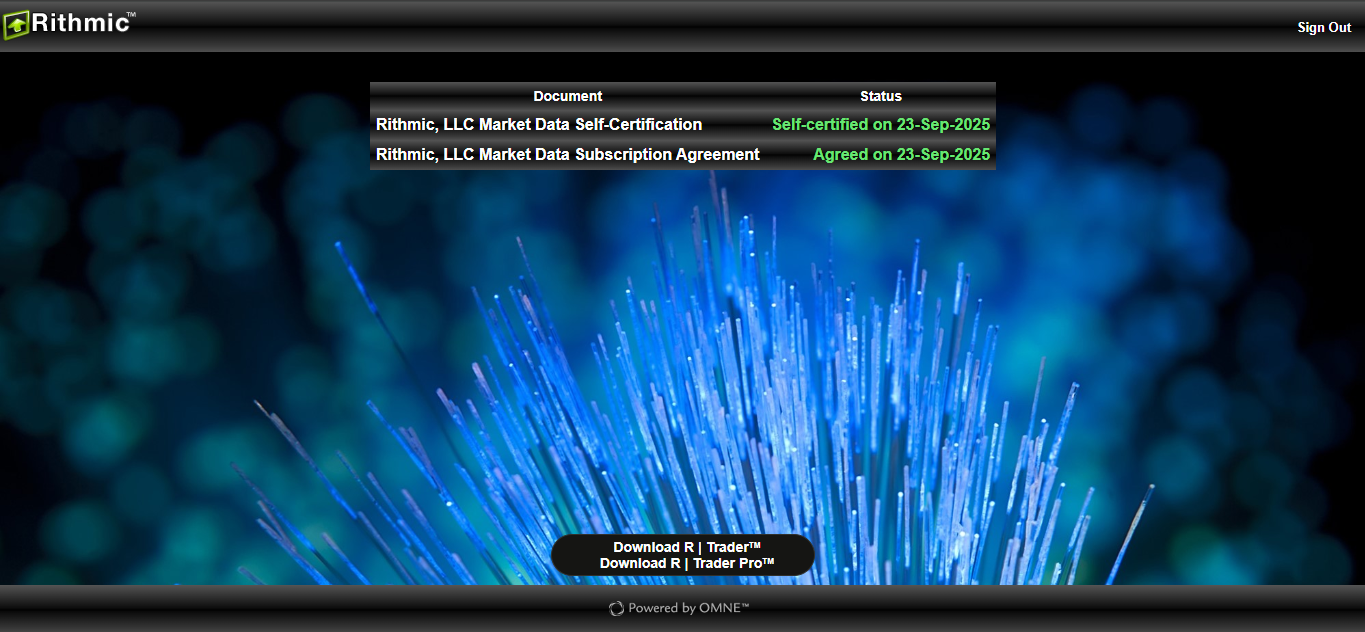 Rithmic™
Sign Out
Document Status
Rithmic, LLC Market Data Self-Certification Self-certified on 23-Sep-2025
Rithmic, LLC Market Data Subscription Agreement Agreed on 23-Sep-2025
Download R | Trader™
Download R | Trader Pro™
Powered by OMNE™